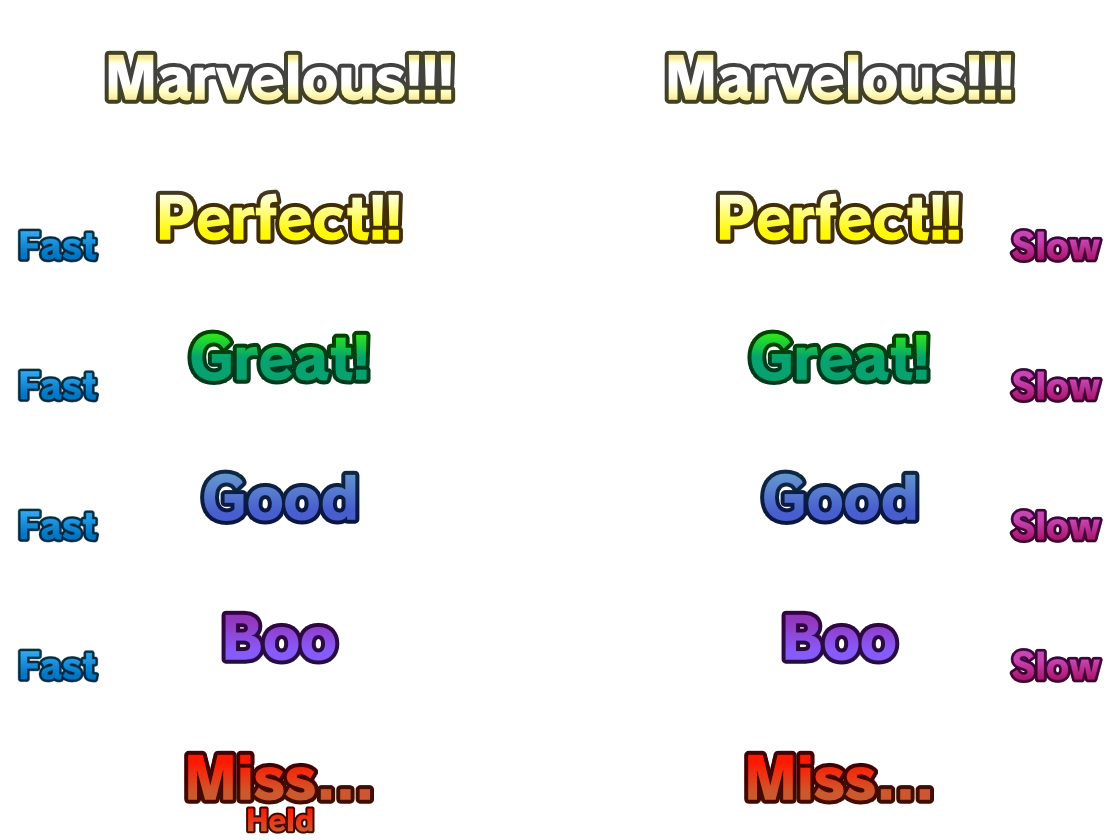 Marvelous!!! Marvelous!!!
Perfect!! Perfect!!
Fast Slow
Great! Great!
Fast Slow
Good Good
Fast Slow
Boo Boo
Fast Slow
Miss... Miss...
Held